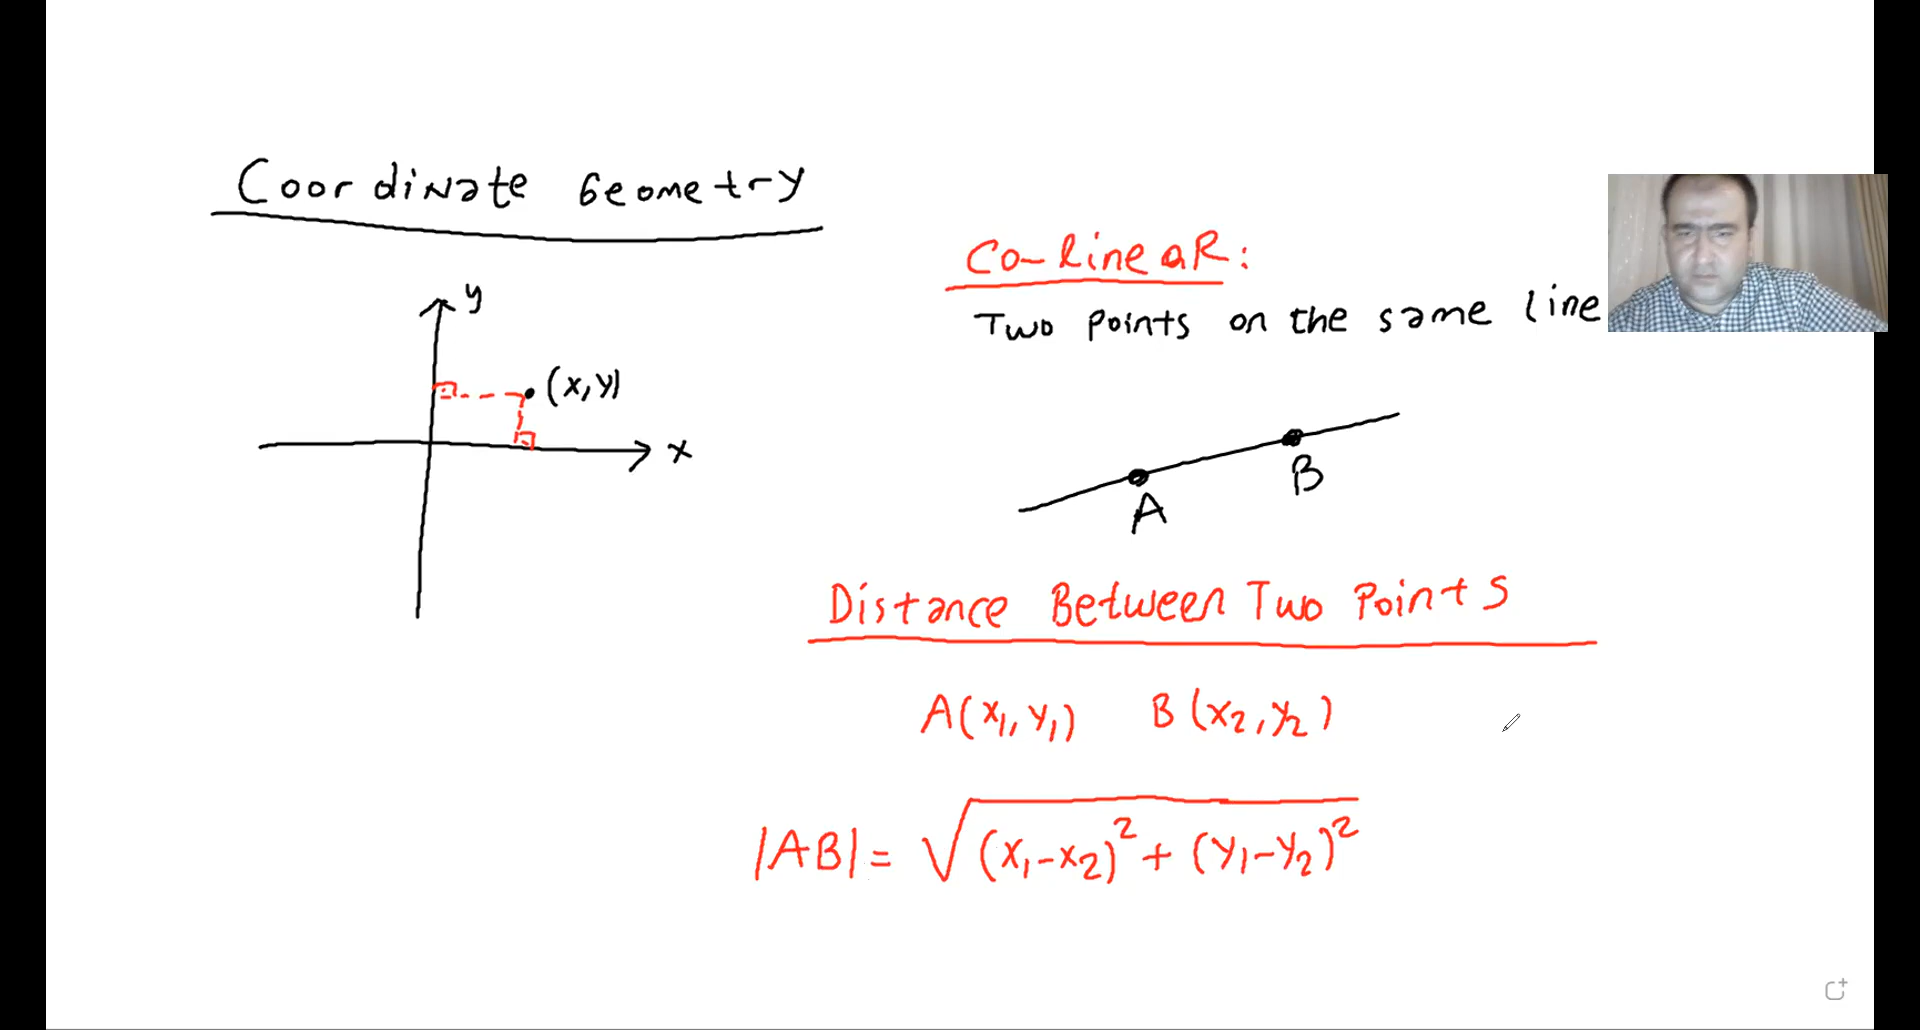 Coordinate Geometry
y
(x,y)
x
Co-lineaR:
Two points on the same line
A
B
Distance Between Two Points
A(x₁,y₁) B(x₂,y₂)
|AB|= √(x₁-x₂)²+(y₁-y₂)²